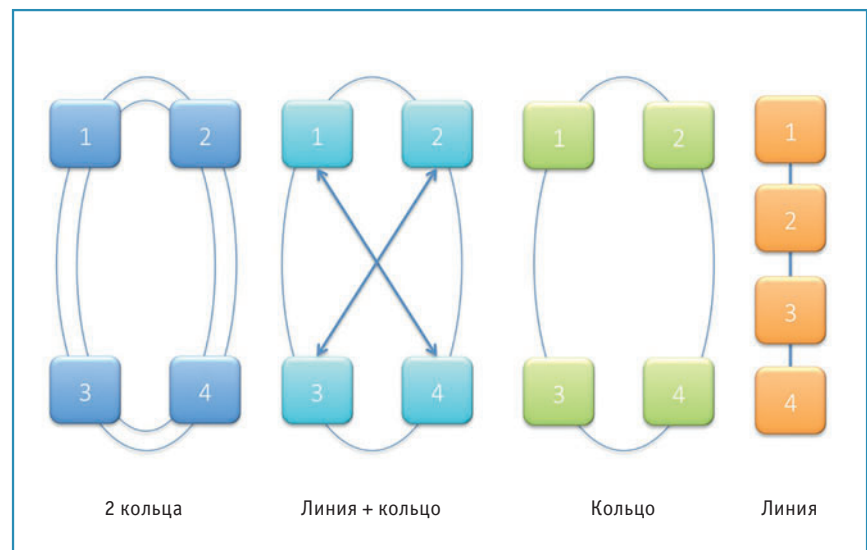 1 2 1 2 1 2 1
2
3
3 4 3 4 3 4 4
2 кольца Линия + кольцо Кольцо Линия